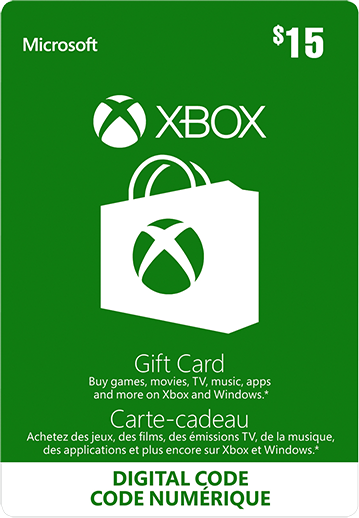 Microsoft
$15
XBOX
Gift Card
Buy games, movies, TV, music, apps
and more on Xbox and Windows.*
Carte-cadeau
Achetez des jeux, des films, des émissions TV, de la musique,
des applications et plus encore sur Xbox et Windows.*
DIGITAL CODE
CODE NUMÉRIQUE